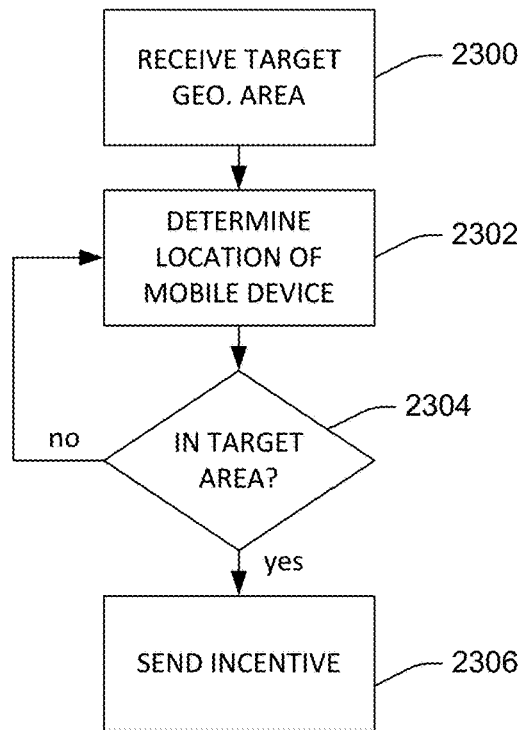 RECEIVE TARGET
GEO. AREA
2300
DETERMINE
LOCATION OF
MOBILE DEVICE
2302
IN TARGET
AREA?
2304
no
yes
SEND INCENTIVE
2306